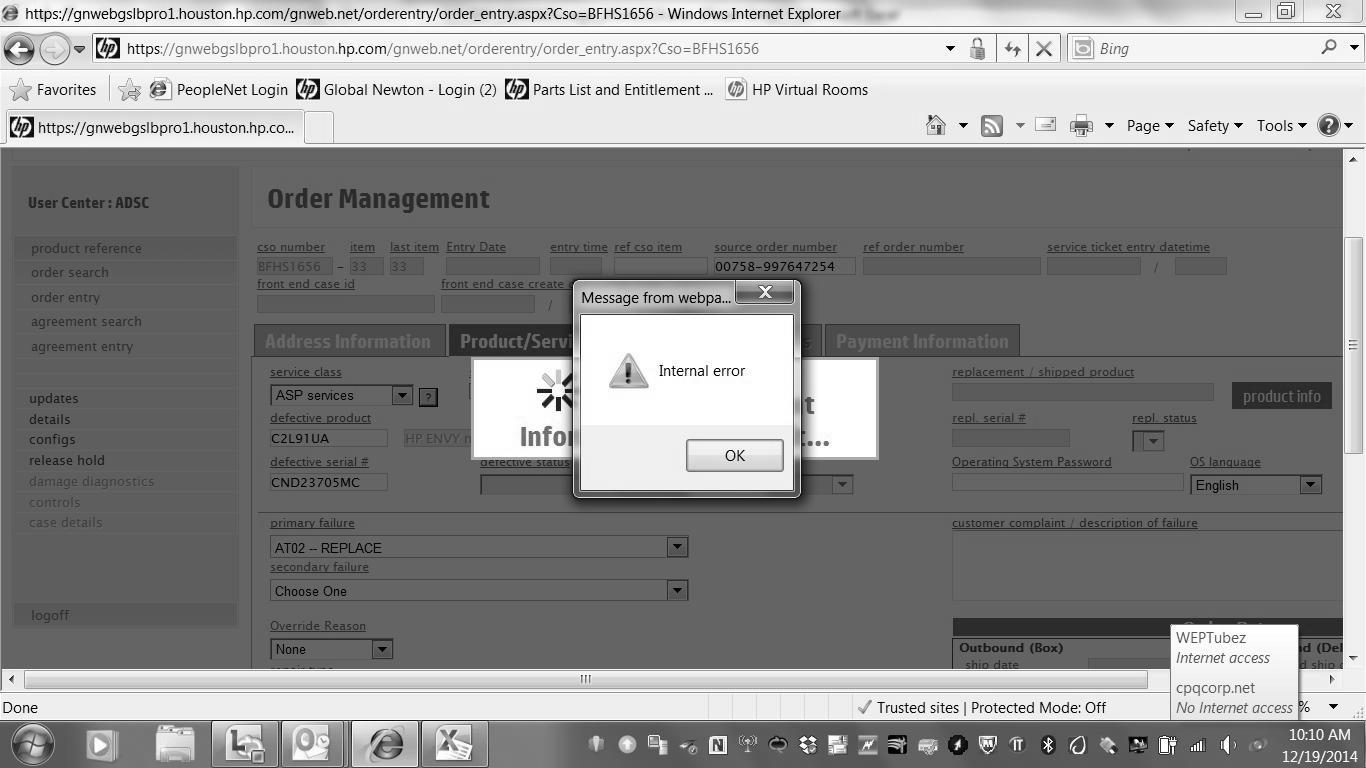 https://gnwebgslbpro1.houston.hp.com/gnweb.net/orderentry/order_entry.aspx?Cso=BFHS1656 - Windows Internet Explorer
https://gnwebgslbpro1.houston.hp.com/gnweb.net/orderentry/order_entry.aspx?Cso=BFHS1656
Bing
Favorites
PeopleNet Login
Global Newton - Login (2)
Parts List and Entitlement ...
HP Virtual Rooms
https://gnwebgslbpro1.houston.hp.co...
Page Safety Tools
User Center : ADSC
product reference
order search
order entry
agreement search
agreement entry
updates
details
configs
release hold
damage diagnostics
controls
case details
logoff
Order Management
cso number item last item Entry Date entry time ref cso item source order number ref order number service ticket entry datetime
BFHS1656 - 33 33 00758-997647254 /
front end case id front end case create
/
Address Information Product/Servi Payment Information
service class
ASP services ?
defective product
C2L91UA HP ENVY
defective serial # defective status
CND23705MC
replacement / shipped product
product info
repl. serial # repl. status
Operating System Password OS language
English
Infor
t...
Message from webpa...
Internal error
OK
primary failure
AT02 -- REPLACE
secondary failure
Choose One
Override Reason
None
customer complaint / description of failure
Outbound (Box)
ship date
WEPTubez
Internet access
cpqcorp.net
No Internet access
Done
Trusted sites | Protected Mode: Off
%
10:10 AM
12/19/2014